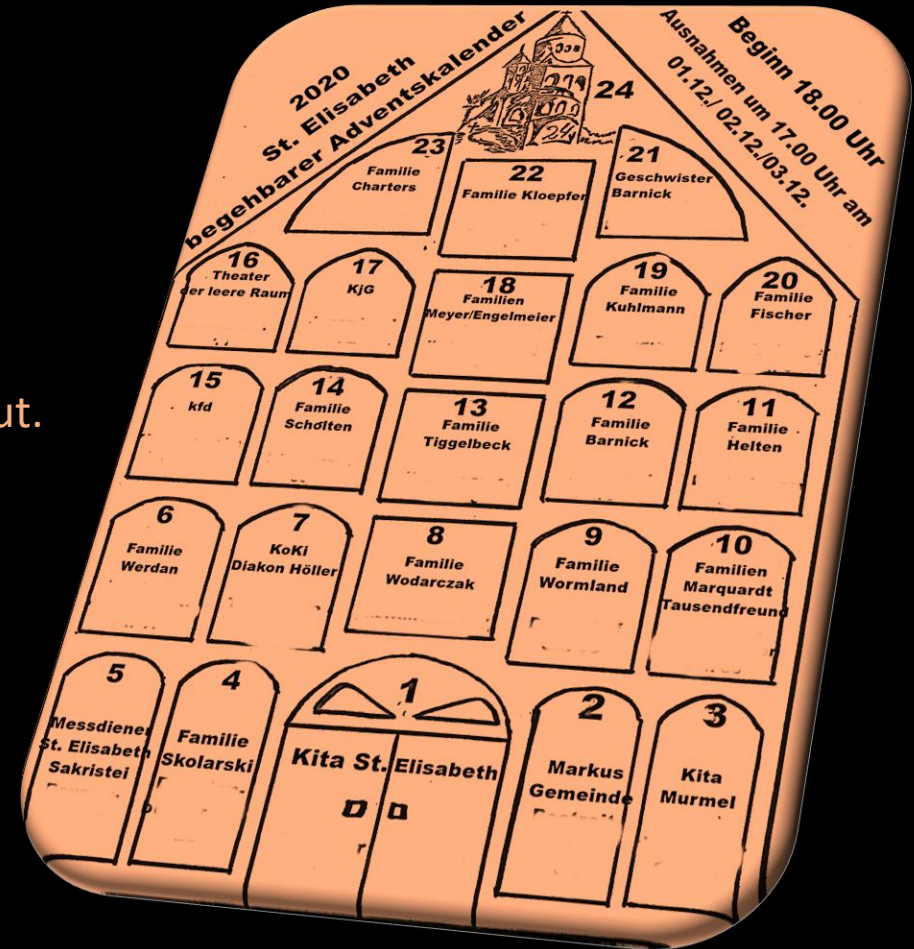 2020
St. Elisabeth
begehbarer Adventskalender
Beginn 18.00 Uhr
Ausnahmen um 17.00 Uhr am
01.12./ 02.12./03.12.
24
24
23
Familie
Charters
22
Familie Kloepfer
21
Geschwister
Barnick
16
Theater
der leere Raum
17
KjG
18
Familien
Meyer/Engelmeier
19
Familie
Kuhlmann
20
Familie
Fischer
15
kfd
14
Familie
Scholten
13
Familie
Tiggelbeck
12
Familie
Barnick
11
Familie
Helten
ut.
6
Familie
Werdan
7
KoKi
Diakon Höller
8
Familie
Wodarczak
9
Familie
Wormland
10
Familien
Marquardt
Tausendfreund
5
Messdiener
St. Elisabeth
Sakristei
4
Familie
Skolarski
1
Kita St. Elisabeth
2
Markus
Gemeinde
3
Kita
Murmel